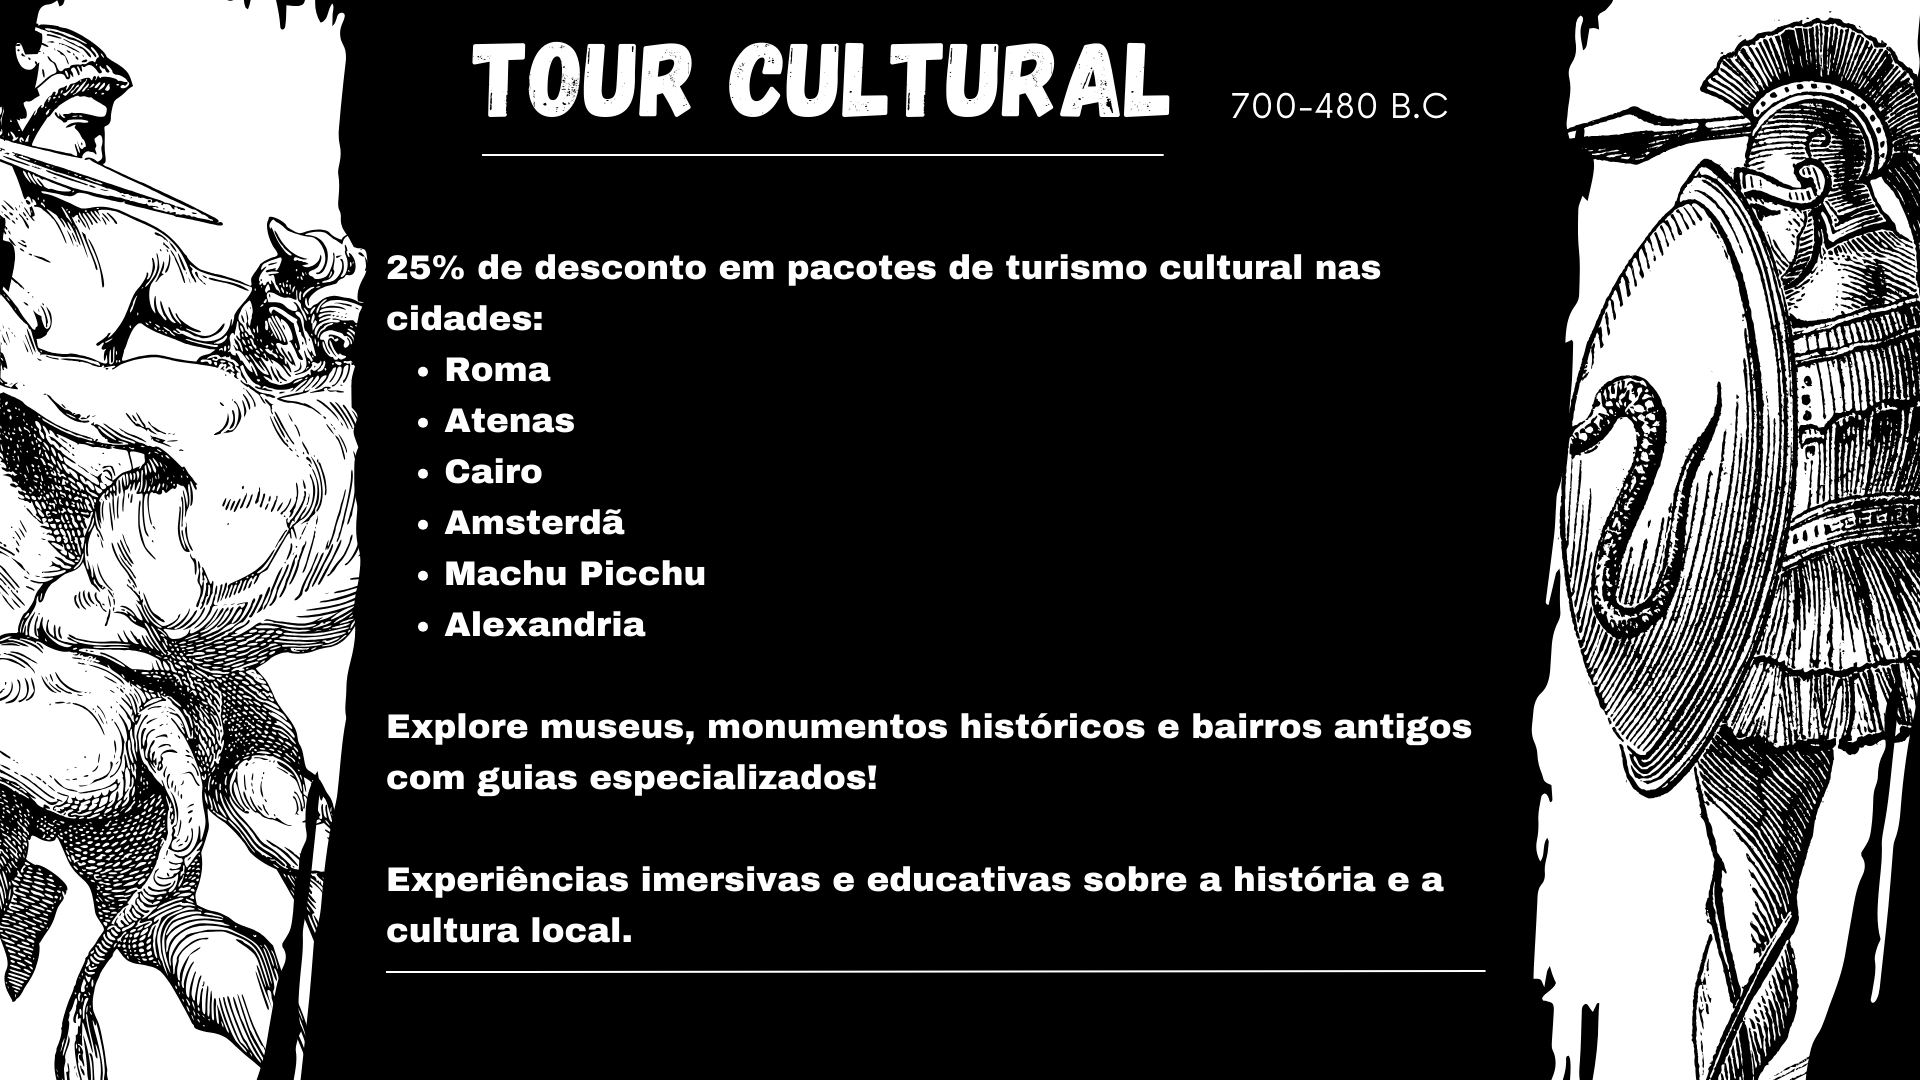 TOUR CULTURAL
700-480 B.C
25% de desconto em pacotes de turismo cultural nas
cidades:
• Roma
• Atenas
• Cairo
• Amsterdã
• Machu Picchu
• Alexandria
Explore museus, monumentos históricos e bairros antigos
com guias especializados!
Experiências imersivas e educativas sobre a história e a
cultura local.